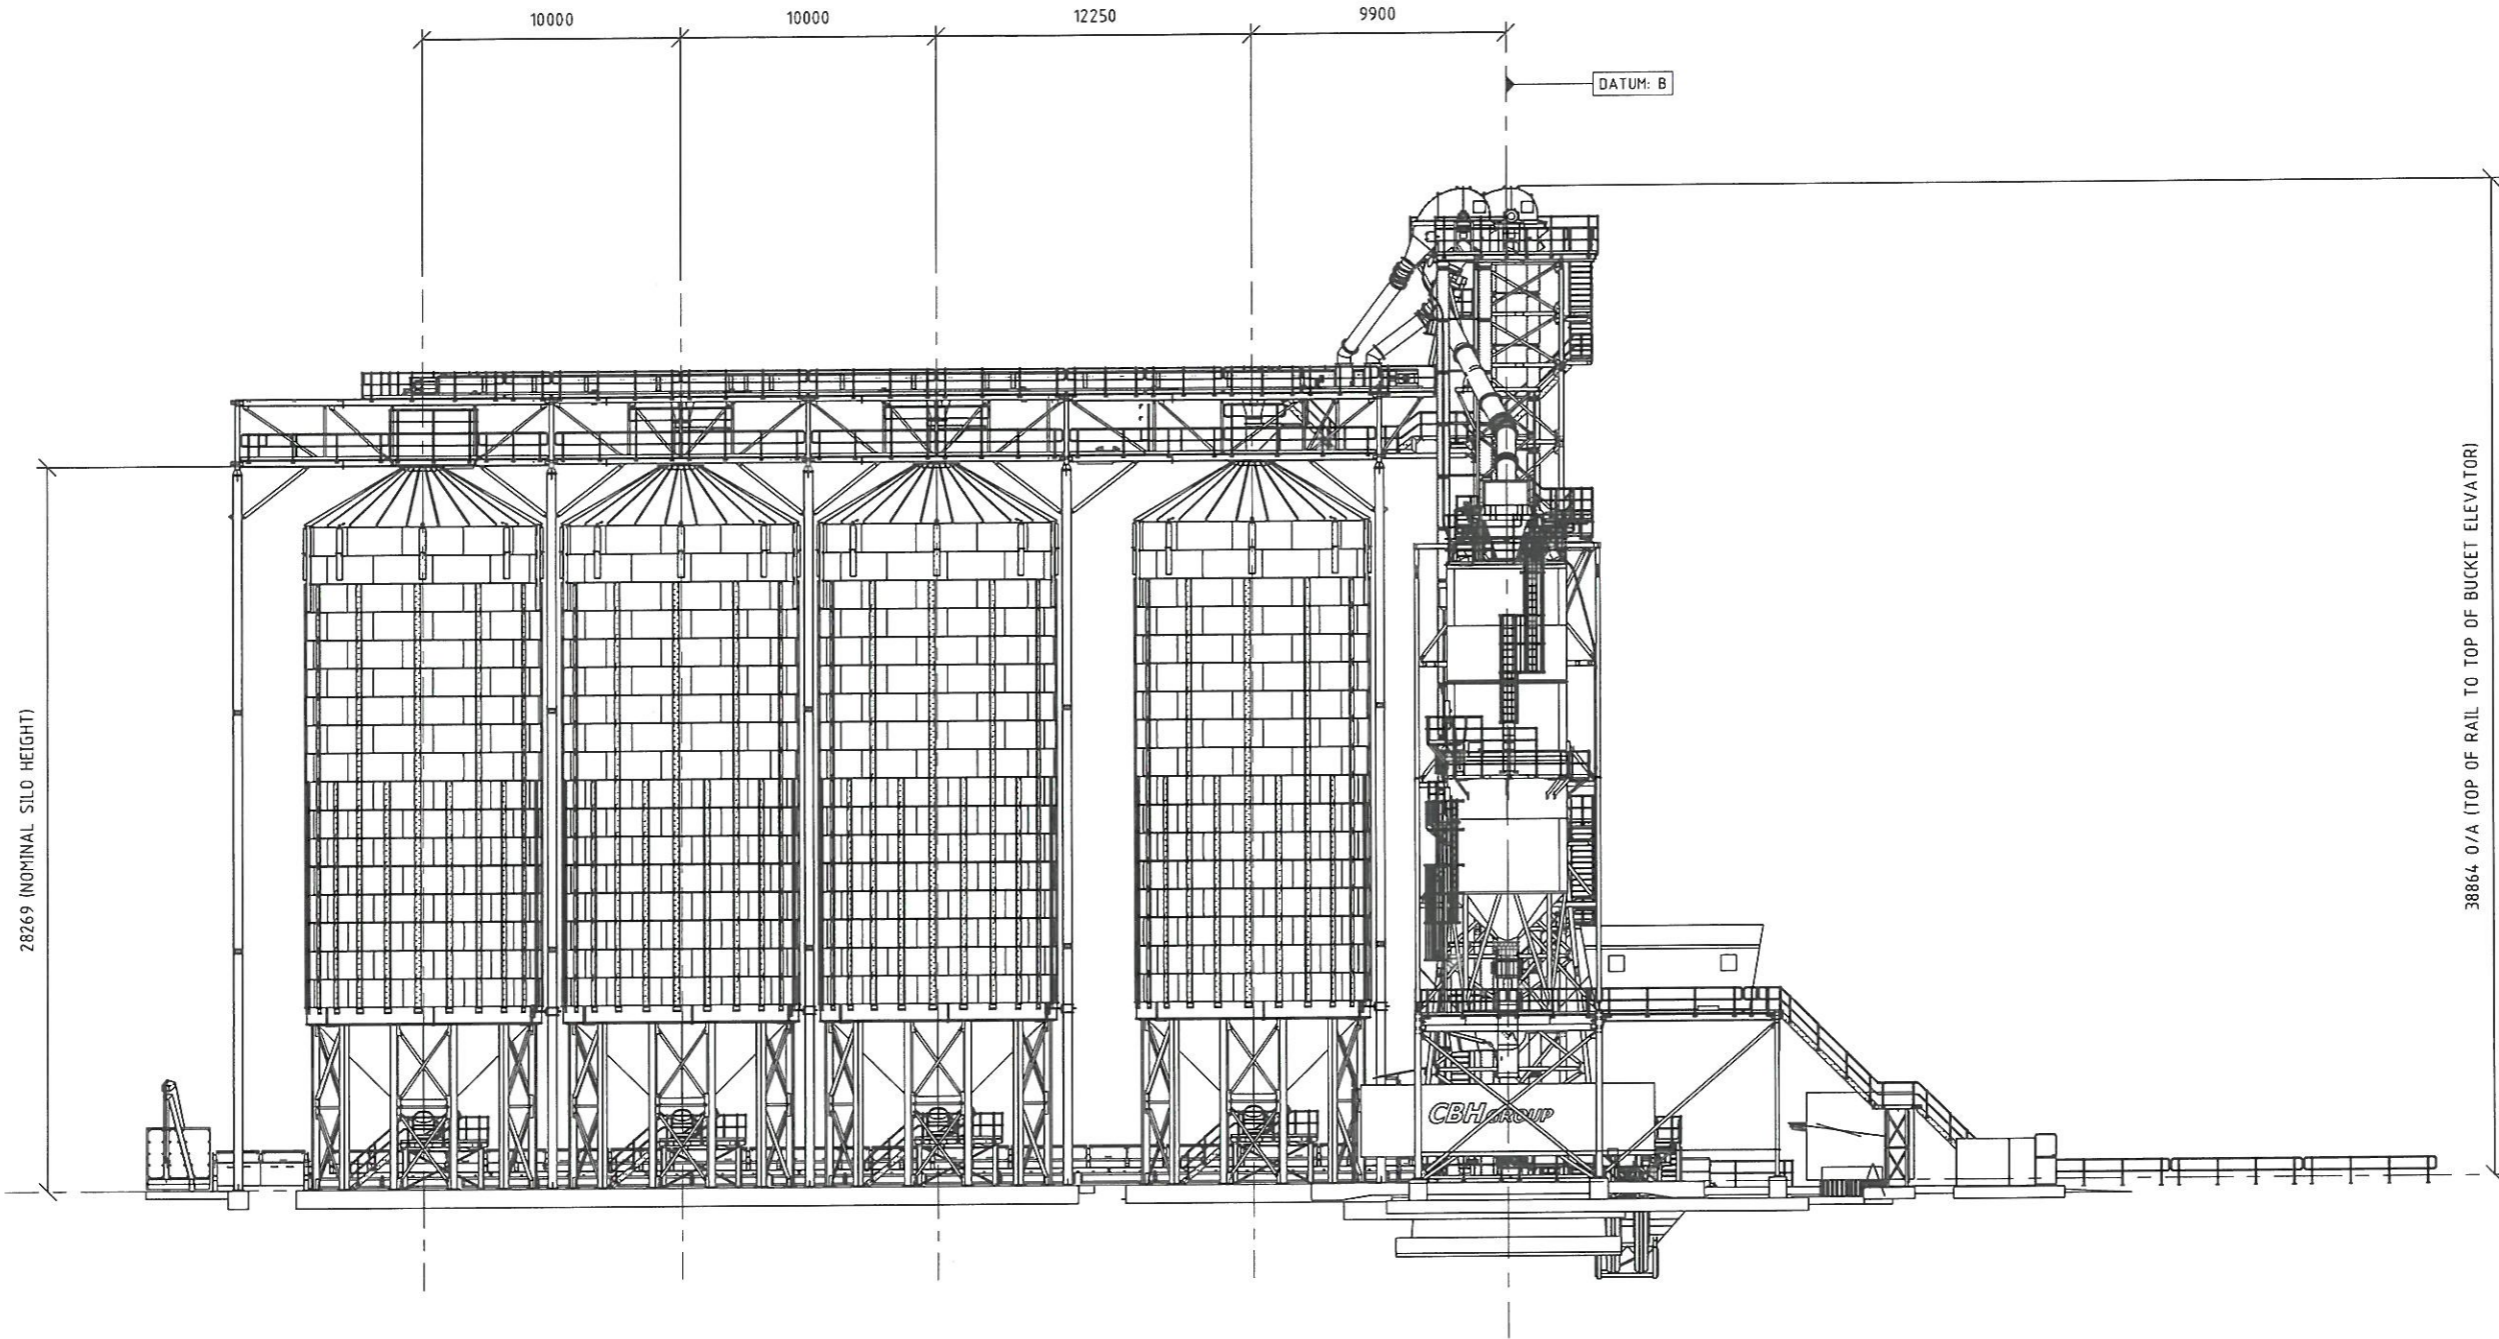 10000
10000
12250
9900
DATUM: B
28269 (NOMINAL SILO HEIGHT)
38864 O/A (TOP OF RAIL TO TOP OF BUCKET ELEVATOR)
CBH GROUP